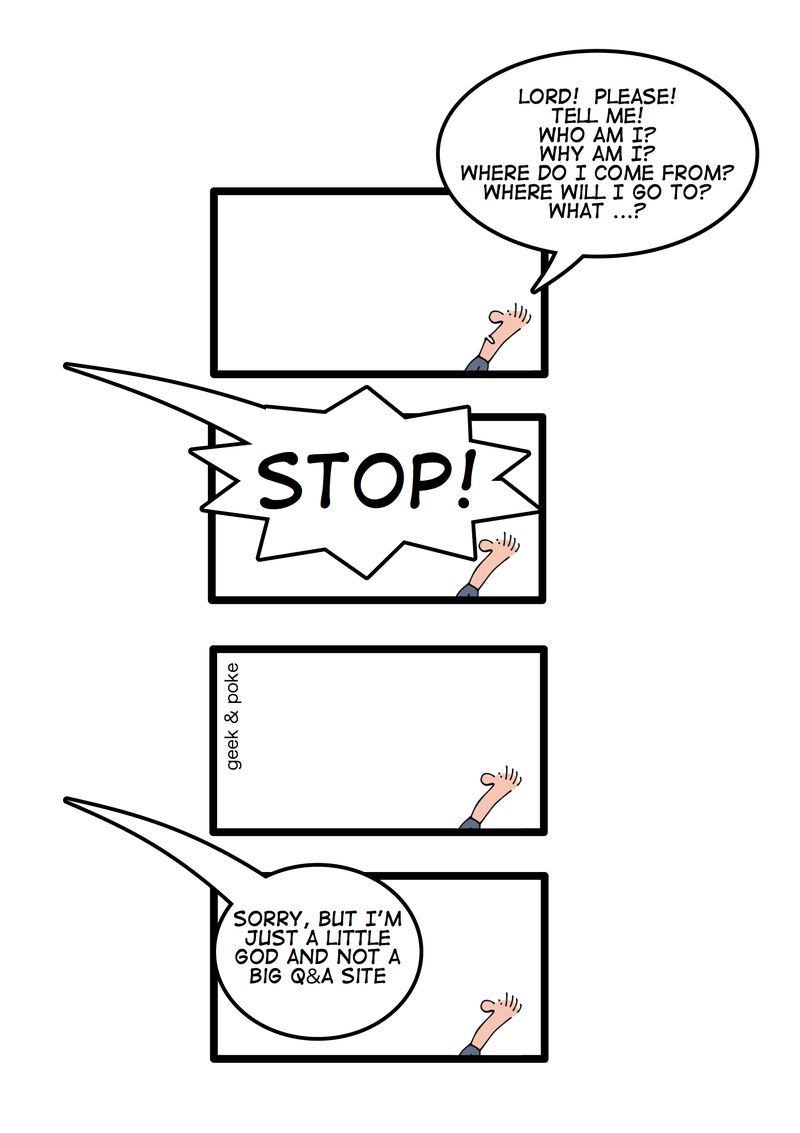 LORD! PLEASE!
TELL ME!
WHO AM I?
WHY AM I?
WHERE DO I COME FROM?
WHERE WILL I GO TO?
WHAT ...?
STOP!
geek & poke
SORRY, BUT I'M
JUST A LITTLE
GOD AND NOT A
BIG Q&A SITE